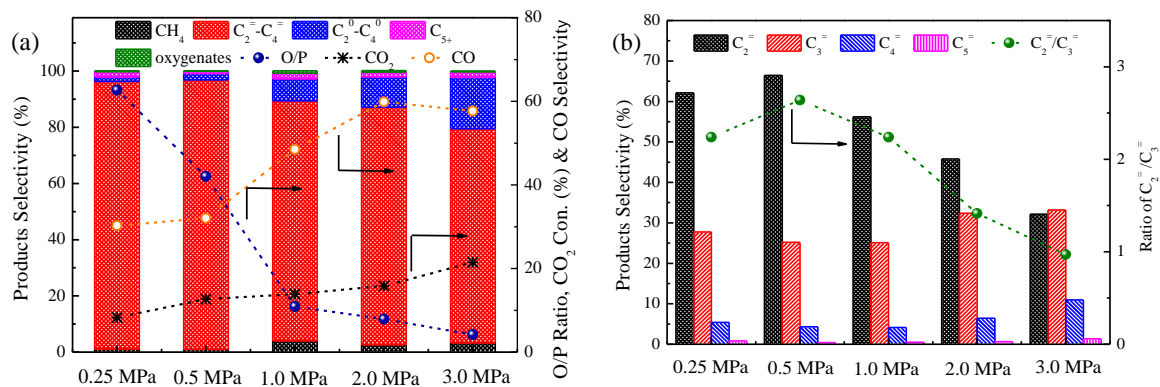 (a)
CH4
C2=-C4=
C2^0-C4^0
C5+
oxygenates
O/P
CO2
CO
Products Selectivity (%)
100
80
60
40
20
0
80
60
40
20
0
O/P Ratio, CO2 Con. (%) & CO Selectivity
0.25 MPa 0.5 MPa 1.0 MPa 2.0 MPa 3.0 MPa
(b)
C2= C3= C4= C5= C2=/C3=
Products Selectivity (%)
80
70
60
50
40
30
20
10
0
3
2
1
0
Ratio of C2=/C3=
0.25 MPa 0.5 MPa 1.0 MPa 2.0 MPa 3.0 MPa